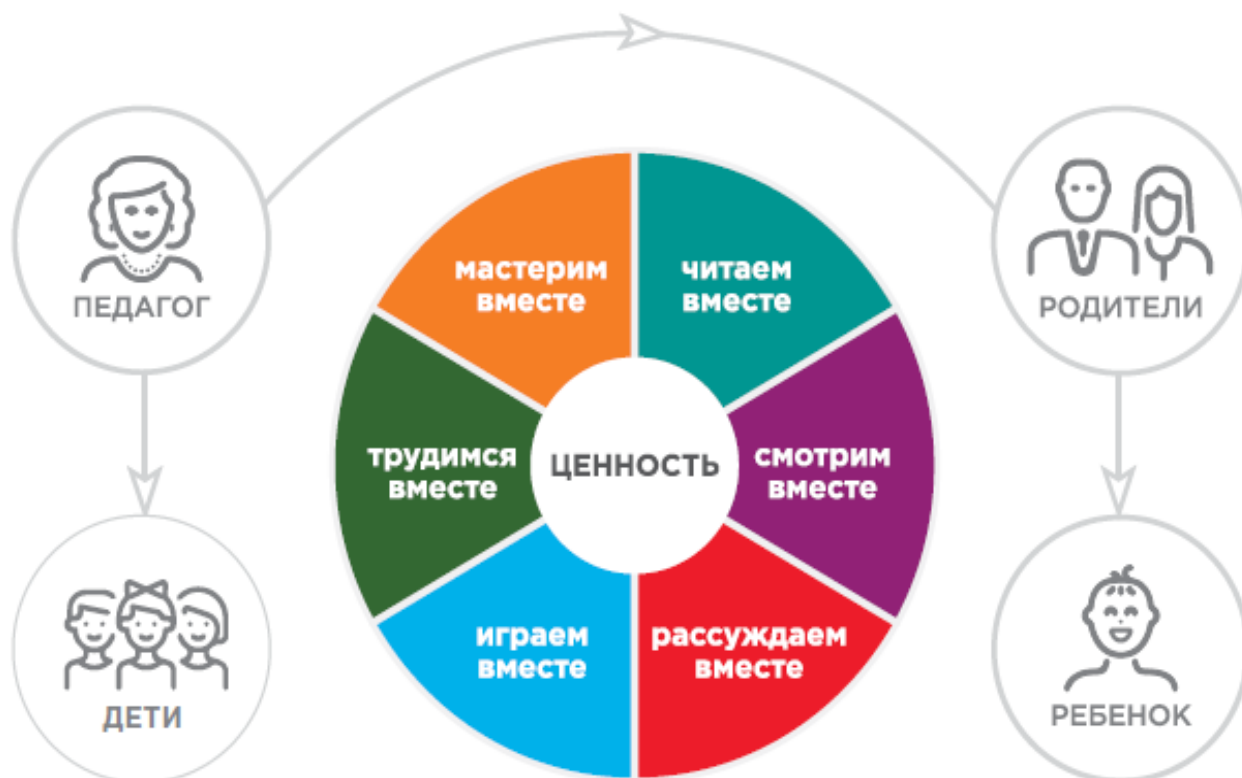 ПЕДАГОГ
РОДИТЕЛИ
мастерим
вместе
читаем
вместе
трудимся
вместе
ЦЕННОСТЬ
смотрим
вместе
играем
вместе
рассуждаем
вместе
ДЕТИ
РЕБЕНОК